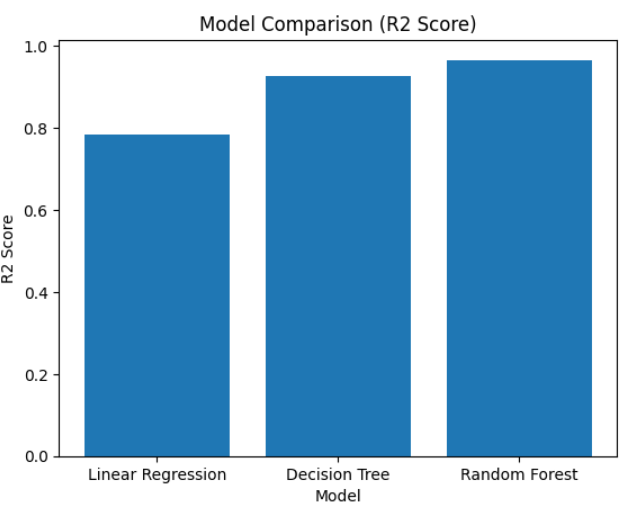 Model Comparison (R2 Score)
1.0
0.8
0.6
0.4
0.2
0.0
R2 Score
Linear Regression
Decision Tree
Random Forest
Model